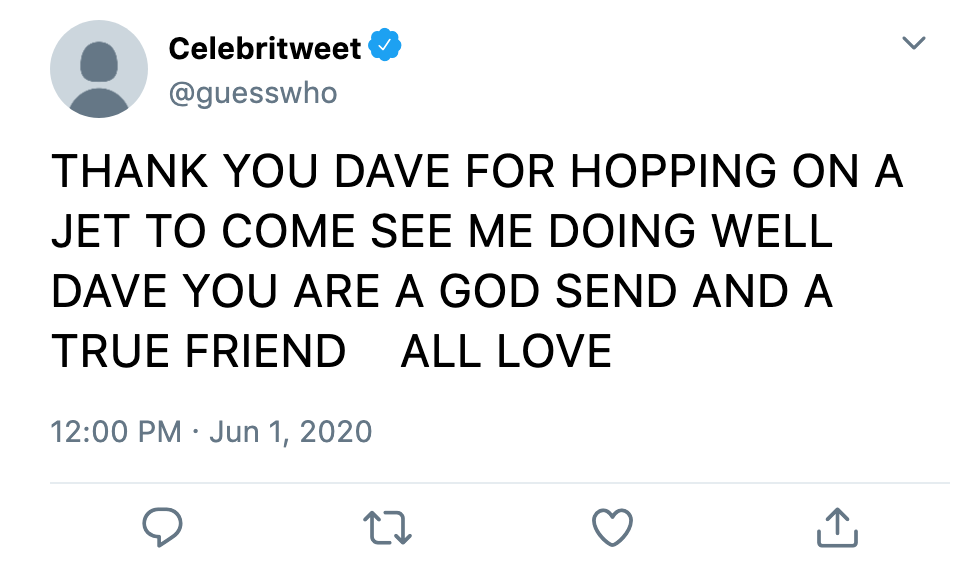 Celebritweet
@guesswho
THANK YOU DAVE FOR HOPPING ON A
JET TO COME SEE ME DOING WELL
DAVE YOU ARE A GOD SEND AND A
TRUE FRIEND    ALL LOVE
12:00 PM · Jun 1, 2020